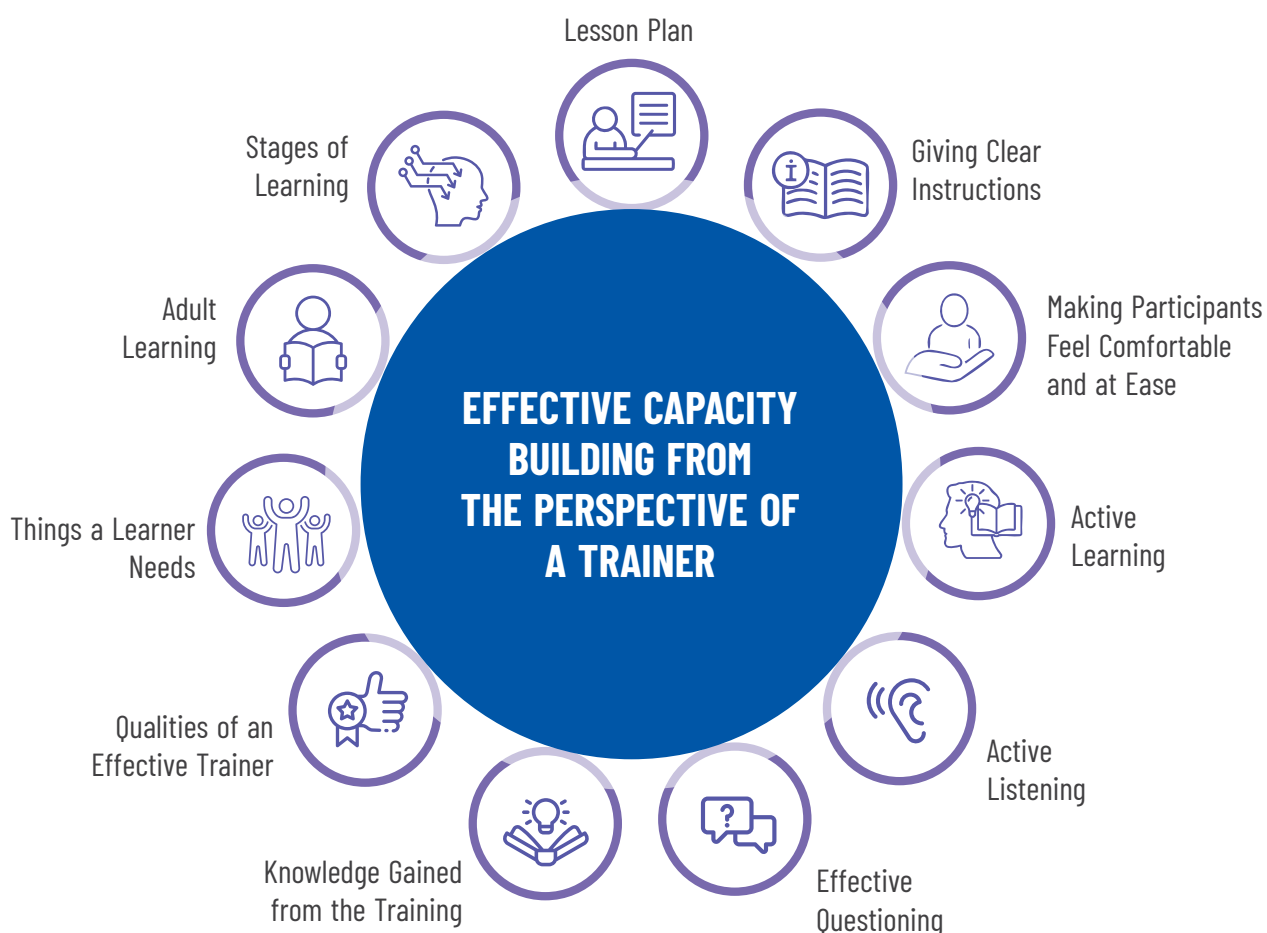 Lesson Plan
Giving Clear
Instructions
Making Participants
Feel Comfortable
and at Ease
Active
Learning
Active
Listening
Effective
Questioning
Knowledge Gained
from the Training
Qualities of an
Effective Trainer
Things a Learner
Needs
Adult
Learning
Stages of
Learning
EFFECTIVE CAPACITY
BUILDING FROM
THE PERSPECTIVE OF
A TRAINER
i
?